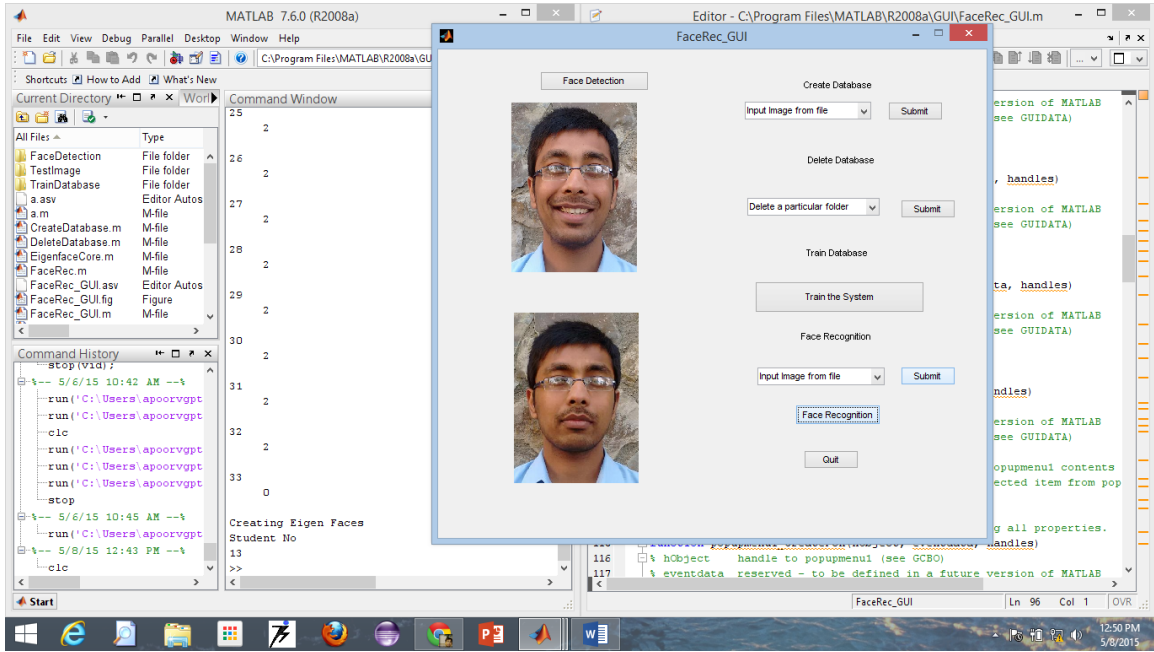 MATLAB 7.6.0 (R2008a)
File Edit View Debug Parallel Desktop Window Help
C:\Program Files\MATLAB\R2008a\GU
Shortcuts How to Add What's New
Current Directory
Work
All Files
Type
FaceDetection File folder
TestImage File folder
TrainDatabase File folder
a.asv Editor Autos
a.m M-file
CreateDatabase.m M-file
DeleteDatabase.m M-file
EigenfaceCore.m M-file
FaceRec.m M-file
FaceRec_GUI.asv Editor Autos
FaceRec_GUI.fig Figure
FaceRec_GUI.m M-file
Command History
stop(vid);
%-- 5/6/15 10:42 AM --%
run('C:\Users\apoorvgpt
run('C:\Users\apoorvgpt
clc
run('C:\Users\apoorvgpt
run('C:\Users\apoorvgpt
run('C:\Users\apoorvgpt
stop
%-- 5/6/15 10:45 AM --%
run('C:\Users\apoorvgpt
%-- 5/8/15 12:43 PM --%
clc
Start
Command Window
25
2
26
2
27
2
28
2
29
2
30
2
31
2
32
2
33
0
Creating Eigen Faces
Student No
13
>>
FaceRec_GUI
Face Detection
Create Database
Input Image from file
Submit
Delete Database
Delete a particular folder
Submit
Train Database
Train the System
Face Recognition
Input Image from file
Submit
Face Recognition
Quit
Editor - C:\Program Files\MATLAB\R2008a\GUI\FaceRec_GUI.m
ersion of MATLAB
see GUIDATA)
, handles)
ersion of MATLAB
see GUIDATA)
ta, handles)
ersion of MATLAB
see GUIDATA)
ndles)
ersion of MATLAB
see GUIDATA)
opupmenu1 contents
ected item from pop
g all properties.
116 % hObject handle to popupmenu1 (see GCBO)
117 % eventdata reserved - to be defined in a future version of MATLAB
FaceRec_GUI
Ln 96 Col 1 OVR
12:50 PM
5/8/2015